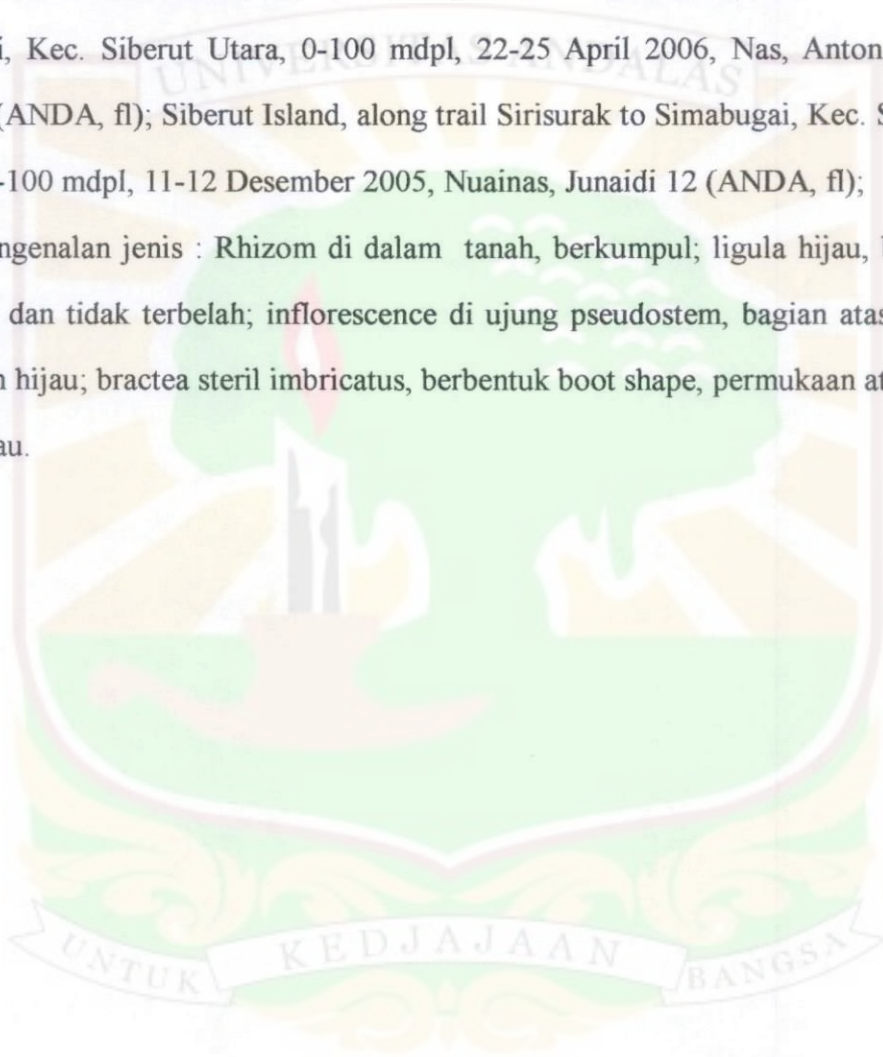 i, Kec. Siberut Utara, 0-100 mdpl, 22-25 April 2006, Nas, Anton
(ANDA, fl); Siberut Island, along trail Sirisurak to Simabugai, Kec. S
-100 mdpl, 11-12 Desember 2005, Nuainas, Junaidi 12 (ANDA, fl);
ngenalan jenis : Rhizom di dalam tanah, berkumpul; ligula hijau,
dan tidak terbelah; inflorescence di ujung pseudostem, bagian atas
hijau; bractea steril imbricatus, berbentuk boot shape, permukaan at
au.
UNIVERSITAS ANDALAS
UNTUK KEDJAJAAN BANGSA